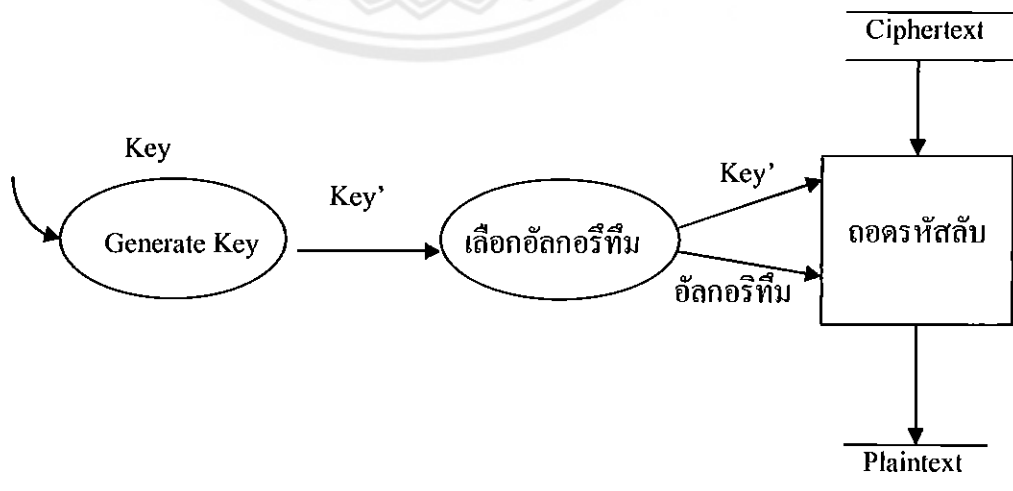 Ciphertext
Key
Key’
Key’
Generate Key
เลือกอัลกอรึทึม
ถอดรหัสลับ
อัลกอริทึม
Plaintext